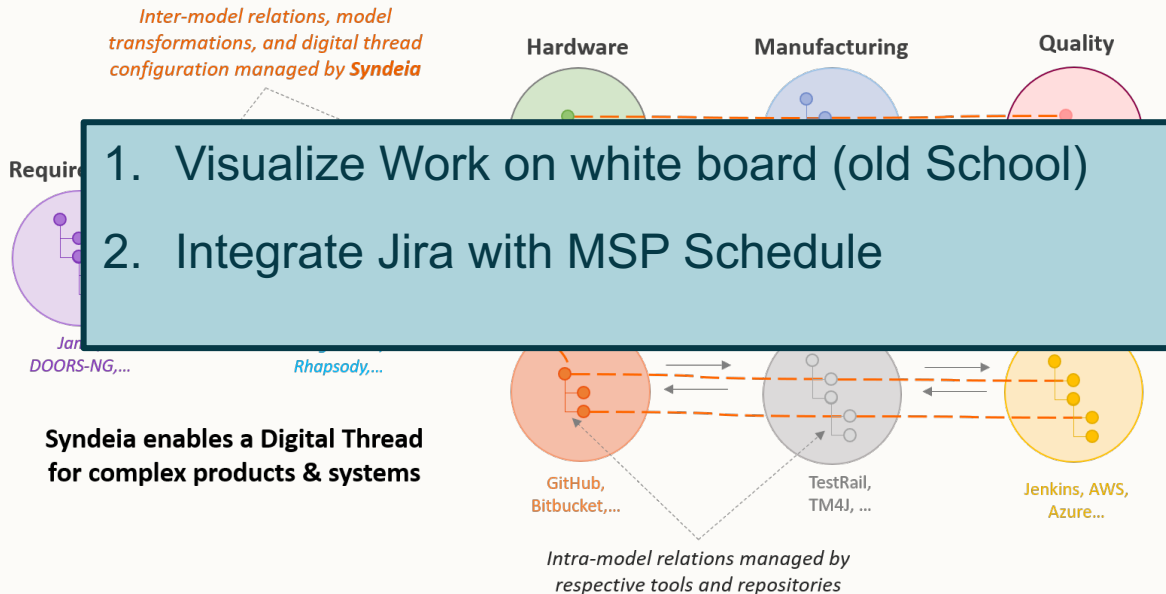 Inter-model relations, model
transformations, and digital thread
configuration managed by Syndeia
Hardware
Manufacturing
Quality
1. Visualize Work on white board (old School)
2. Integrate Jira with MSP Schedule
DOORS-NG,...
Rhapsody,...
Syndeia enables a Digital Thread
for complex products & systems
GitHub,
Bitbucket,...
TestRail,
TM4J, ...
Jenkins, AWS,
Azure...
Intra-model relations managed by
respective tools and repositories